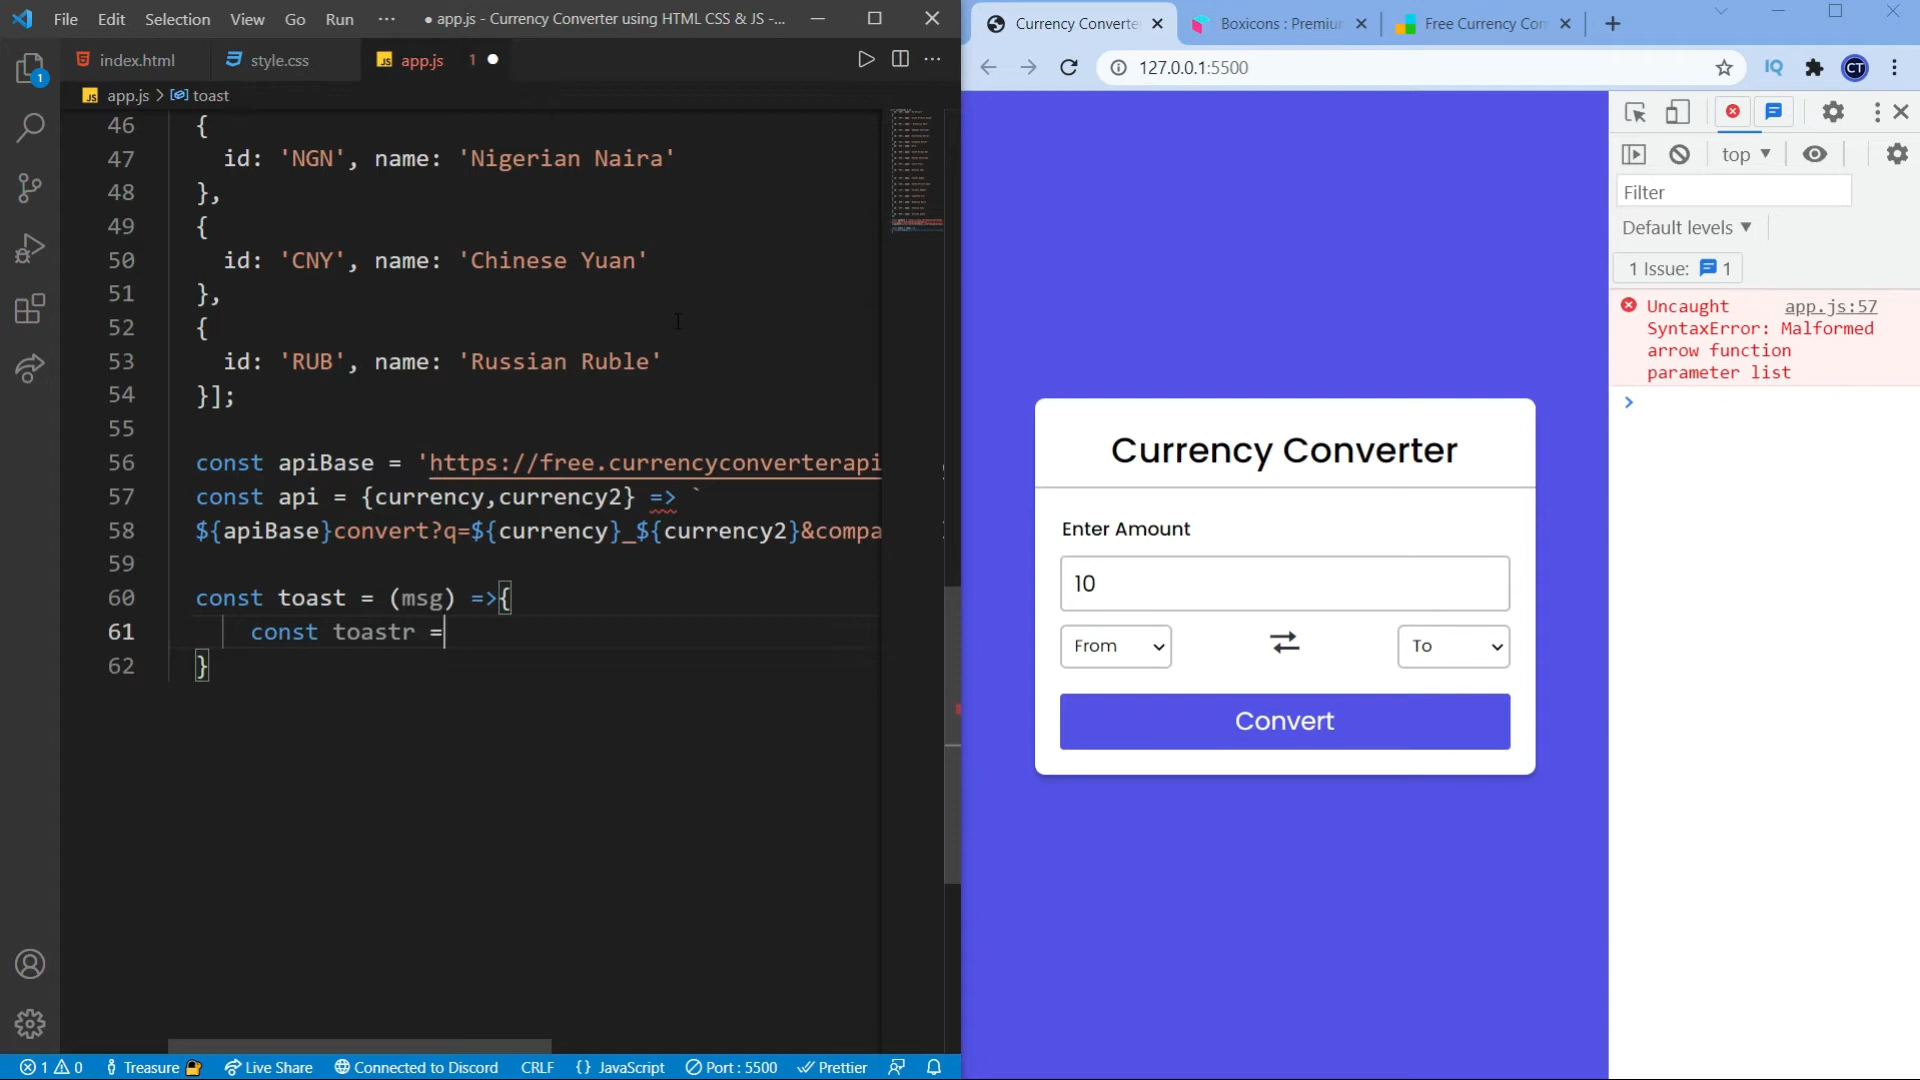 File Edit Selection View Go Run ··· ● app.js - Currency Converter using HTML CSS & JS -...
index.html style.css JS app.js 1 ●
JS app.js > toast
46 {
47 id: 'NGN', name: 'Nigerian Naira'
48 },
49 {
50 id: 'CNY', name: 'Chinese Yuan'
51 },
52 {
53 id: 'RUB', name: 'Russian Ruble'
54 }];
55
56 const apiBase = 'https://free.currencyconverterapi
57 const api = {currency,currency2} => `
58 ${apiBase}convert?q=${currency}_${currency2}&compa
59
60 const toast = (msg) =>{
61 const toastr =
62 }
1
1 0 Treasure Live Share Connected to Discord CRLF {} JavaScript Port : 5500 Prettier
Currency Converte Boxicons : Premiu Free Currency Con
127.0.0.1:5500
IQ CT
Currency Converter
Enter Amount
10
From To
Convert
top
Filter
Default levels
1 Issue: 1
Uncaught app.js:57
SyntaxError: Malformed
arrow function
parameter list